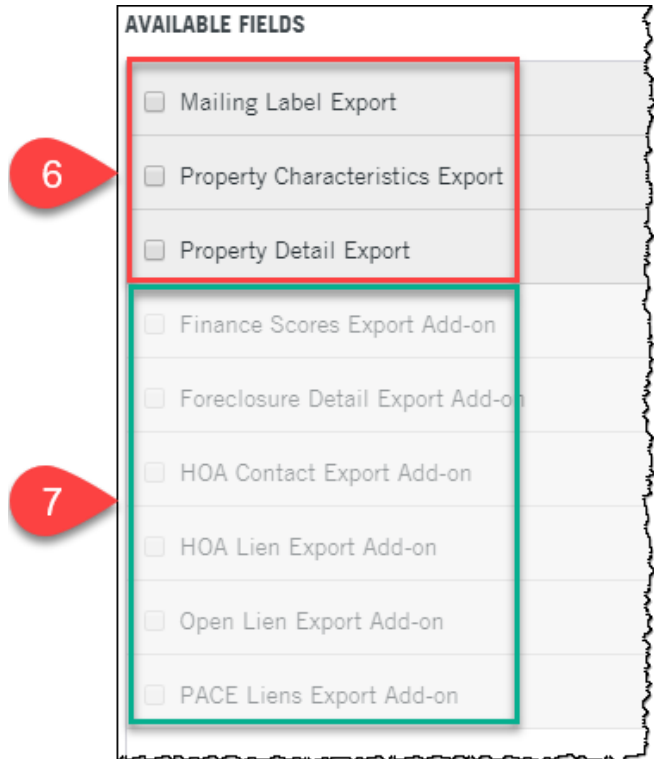 AVAILABLE FIELDS
Mailing Label Export
6
Property Characteristics Export
Property Detail Export
Finance Scores Export Add-on
Foreclosure Detail Export Add-on
HOA Contact Export Add-on
7
HOA Lien Export Add-on
Open Lien Export Add-on
PACE Liens Export Add-on